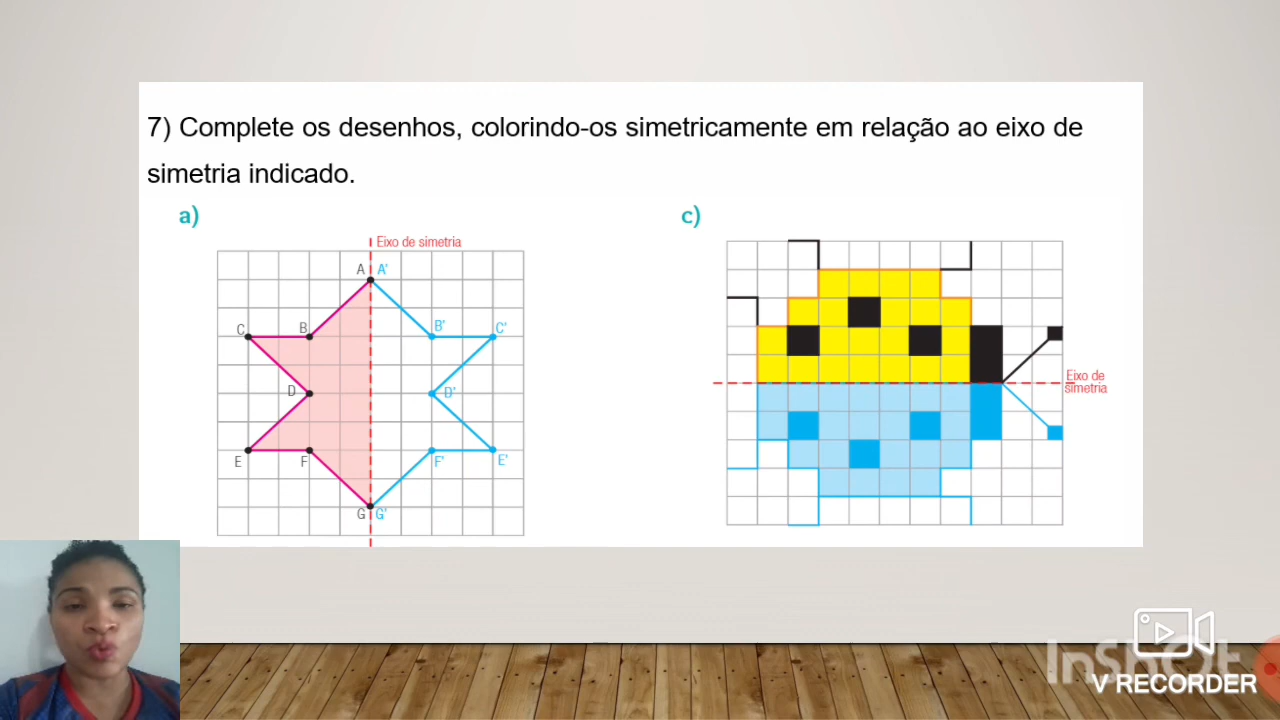 7) Complete os desenhos, colorindo-os simetricamente em relação ao eixo de
simetria indicado.
a)
c)
Eixo de simetria
A A'
C B B' C'
D D'
E F F' E'
G G'
Eixo de
simetria
InShOt
V RECORDER